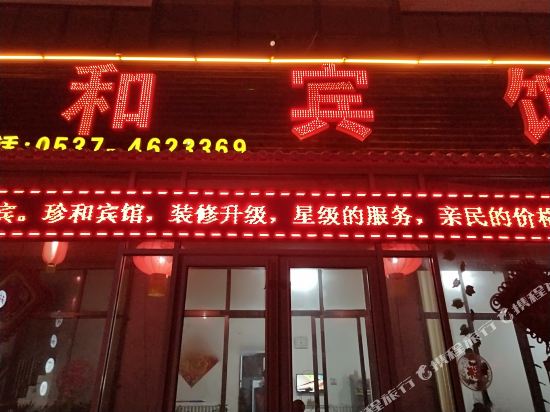 和宾馆
话:0537-4623369
宾。珍和宾馆，装修升级，星级的服务，亲民的价格
携程旅行